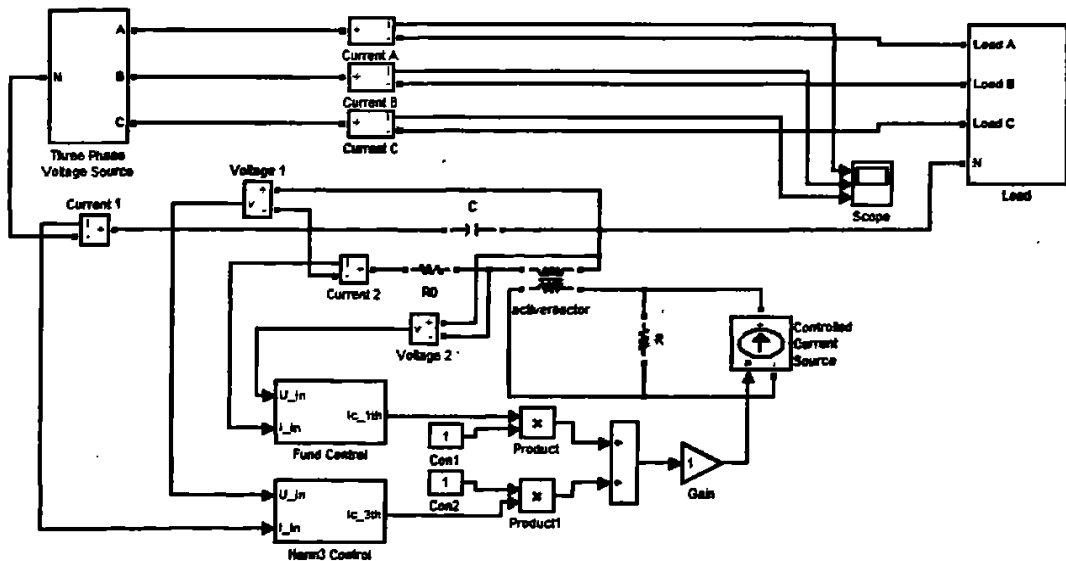 A
N
B
C
Three Phase
Voltage Source
+
i
-
Current A
+
i
-
Current B
+
i
-
Current C
Load A
Load B
Load C
N
Load
Scope
Voltage 1
+
v
-
Current 1
i
+
-
C
i
+
-
Current 2
R0
activereactor
+
v
-
Voltage 2
Controlled
Current
Source
U_in
I_in
Ic_1th
Fund Control
1
Con1
×
Product
1
Con2
×
Product1
+
+
1
Gain
U_in
I_in
Ic_3th
Harm3 Control